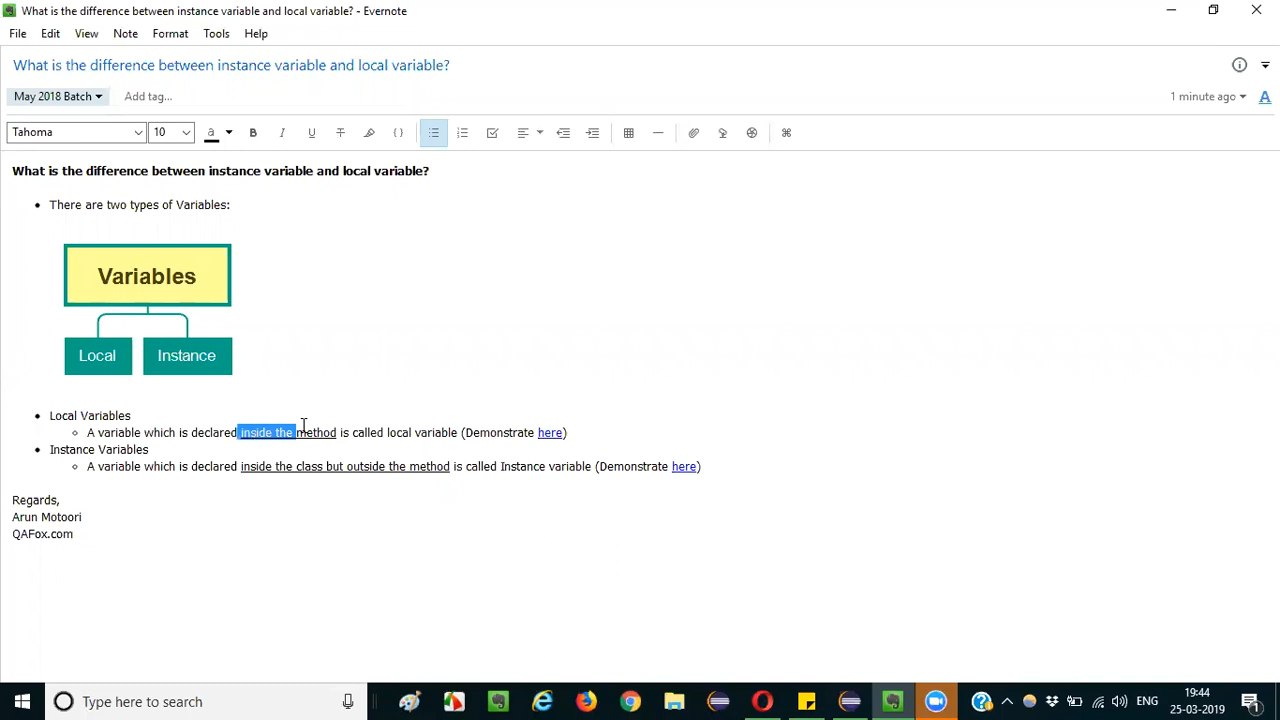 What is the difference between instance variable and local variable? - Evernote
File Edit View Note Format Tools Help
What is the difference between instance variable and local variable?
May 2018 Batch Add tag... 1 minute ago
Tahoma 10 a B I U T { } A
What is the difference between instance variable and local variable?
There are two types of Variables:
Variables
Local Instance
Local Variables
A variable which is declared inside the method is called local variable (Demonstrate here)
Instance Variables
A variable which is declared inside the class but outside the method is called Instance variable (Demonstrate here)
Regards,
Arun Motoori
QAFox.com
Type here to search
ENG
19:44
25-03-2019
1